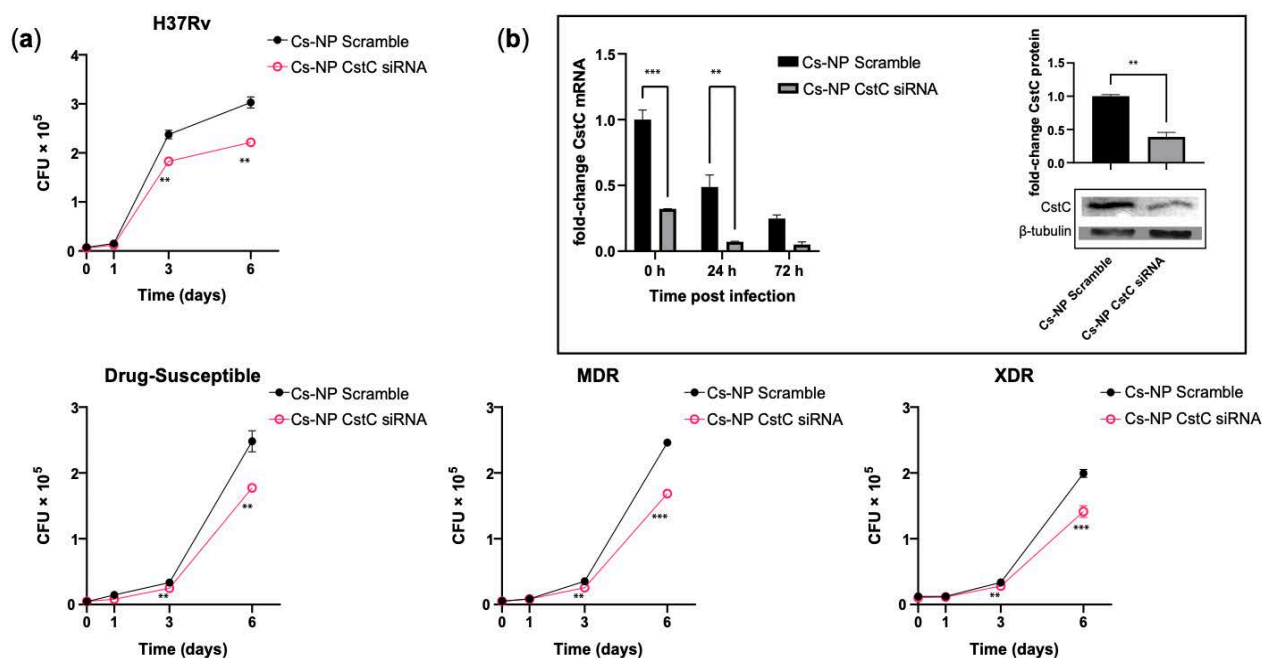 (a)
H37Rv
Cs-NP Scramble
Cs-NP CstC siRNA
CFU × 10⁵
4
3
2
1
0
**
**
0 1 3 6
Time (days)
(b)
fold-change CstC mRNA
1.5
1.0
0.5
0.0
***
**
Cs-NP Scramble
Cs-NP CstC siRNA
0 h 24 h 72 h
Time post infection
fold-change CstC protein
1.5
1.0
0.5
0.0
**
CstC
β-tubulin
Cs-NP Scramble
Cs-NP CstC siRNA
Drug-Susceptible
Cs-NP Scramble
Cs-NP CstC siRNA
CFU × 10⁵
3
2
1
0
**
**
0 1 3 6
Time (days)
MDR
Cs-NP Scramble
Cs-NP CstC siRNA
CFU × 10⁵
3
2
1
0
***
**
0 1 3 6
Time (days)
XDR
Cs-NP Scramble
Cs-NP CstC siRNA
CFU × 10⁵
3
2
1
0
***
**
0 1 3 6
Time (days)